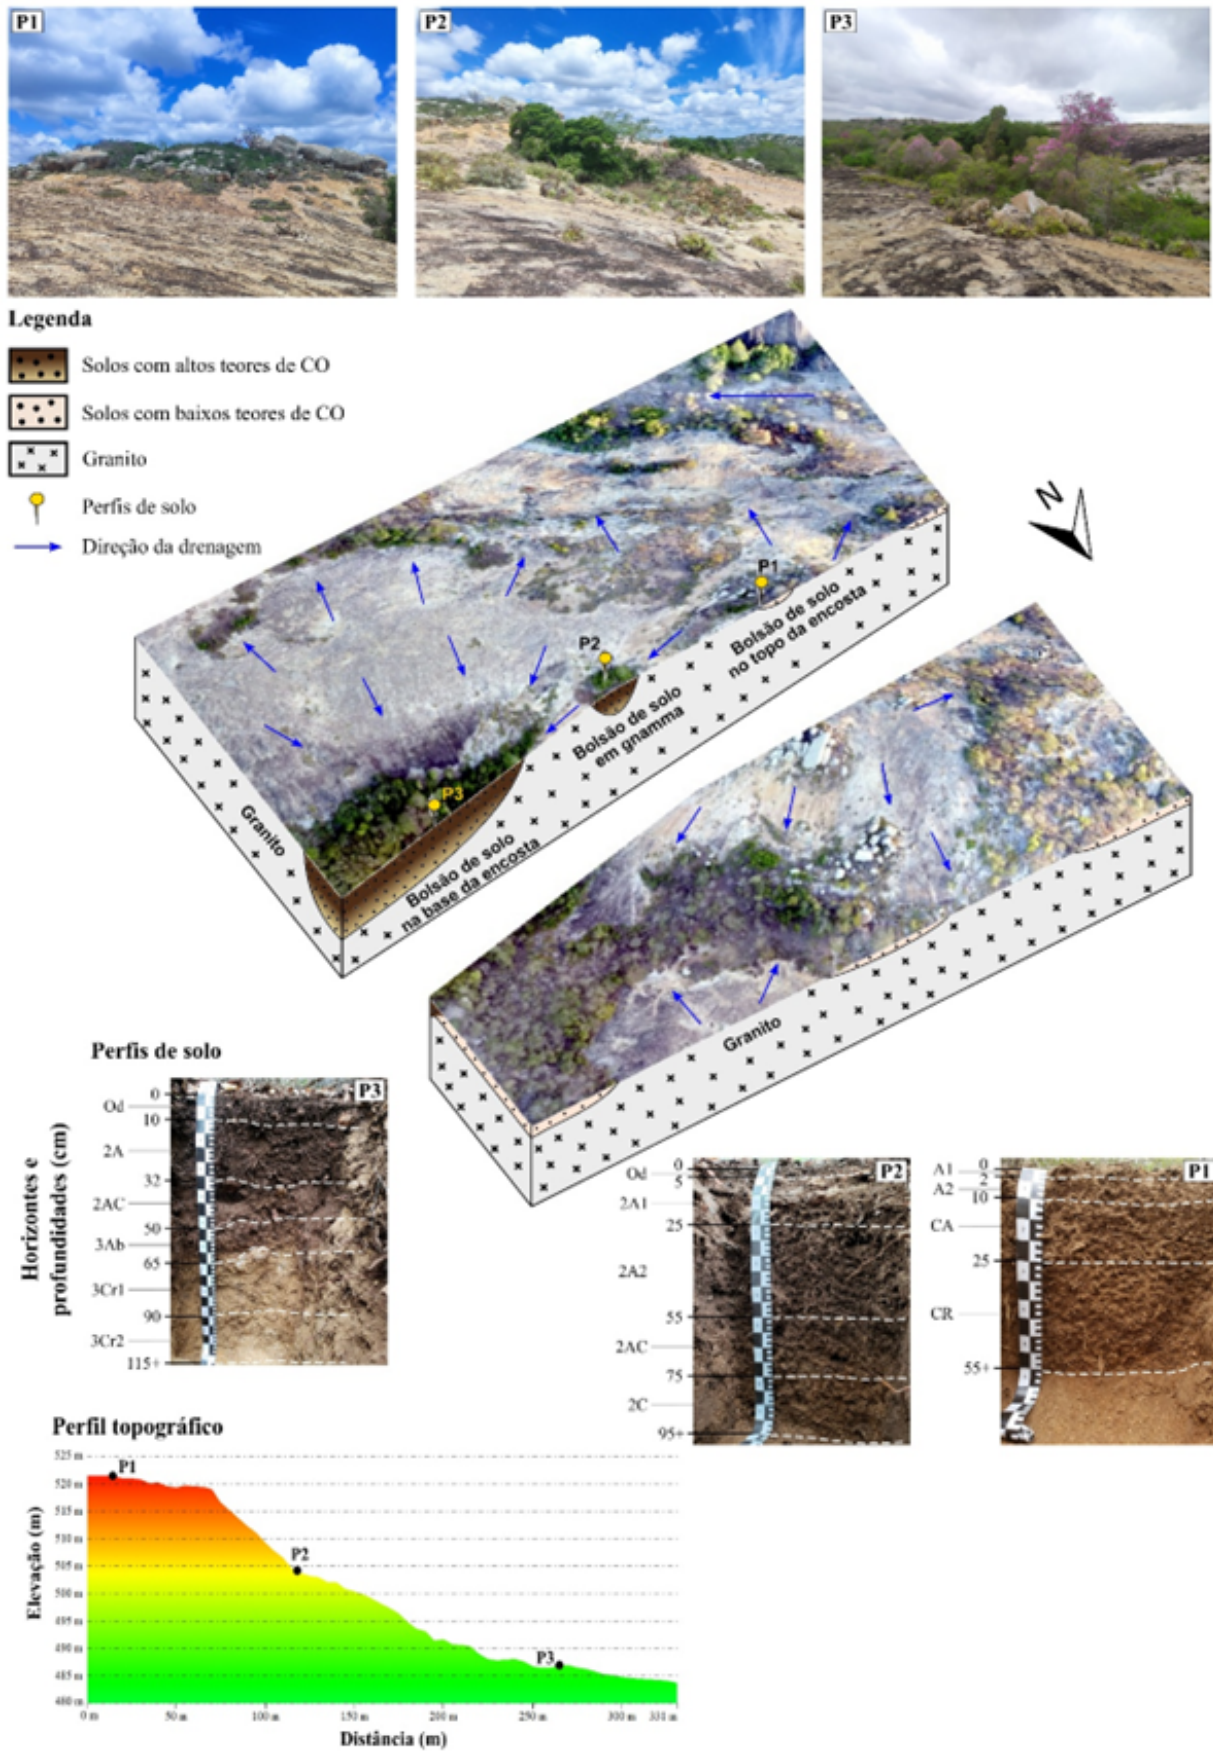 P1
P2
P3
Legenda
Solos com altos teores de CO
Solos com baixos teores de CO
Granito
Perfis de solo
Direção da drenagem
N
P1
P2
P3
Bolsão de solo
no topo da encosta
Bolsão de solo
em gnamma
Bolsão de solo
na base da encosta
Granito
Granito
Perfis de solo
Horizontes e
profundidades (cm)
P3
0
Od
10
2A
32
2AC
50
3Ab
65
3Cr1
90
3Cr2
115+
P2
0
Od
5
2A1
25
2A2
55
2AC
75
2C
95+
P1
0
A1
2
A2
10
CA
25
CR
55+
Perfil topográfico
Elevação (m)
525 m
520 m
515 m
510 m
505 m
500 m
495 m
490 m
485 m
480 m
P1
P2
P3
0 m
50 m
100 m
150 m
200 m
250 m
300 m
331 m
Distância (m)